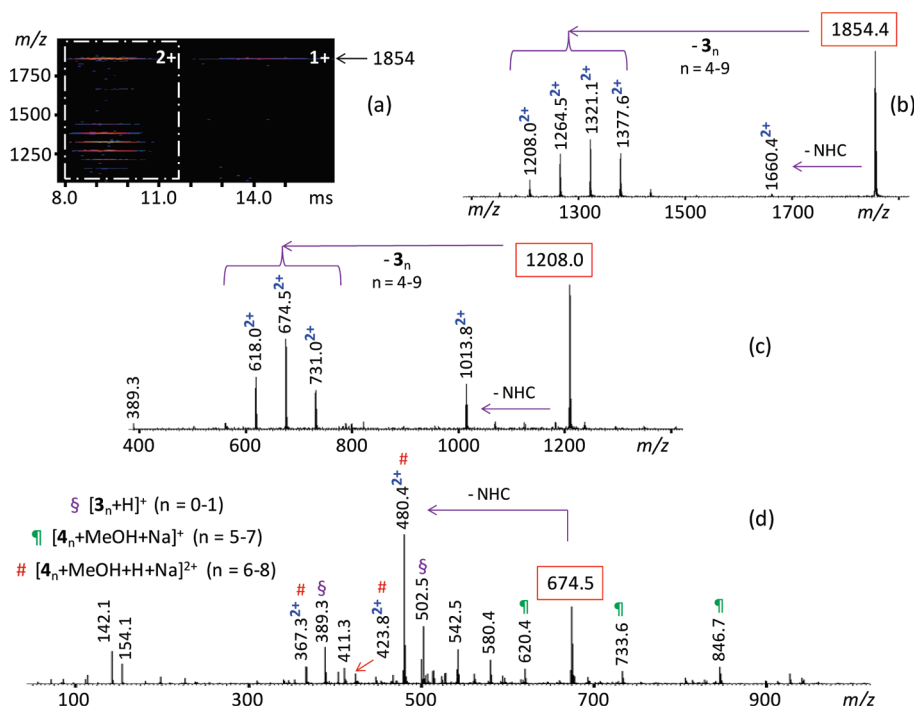 m/z
1750
1500
1250
2+
1+
1854
(a)
8.0
11.0
14.0
ms
- 3n
n = 4-9
1854.4
1208.0 2+
1264.5 2+
1321.1 2+
1377.6 2+
1660.4 2+
- NHC
(b)
m/z
1300
1500
1700
m/z
- 3n
n = 4-9
1208.0
389.3
618.0 2+
674.5 2+
731.0 2+
1013.8 2+
- NHC
(c)
400
600
800
1000
1200
m/z
§ [3n+H]+ (n = 0-1)
¶ [4n+MeOH+Na]+ (n = 5-7)
# [4n+MeOH+H+Na]2+ (n = 6-8)
- NHC
(d)
142.1
154.1
#
367.3 2+
§
389.3
411.3
#
423.8 2+
#
480.4 2+
§
502.5
542.5
580.4
¶
620.4
674.5
¶
733.6
¶
846.7
100
300
500
700
900
m/z